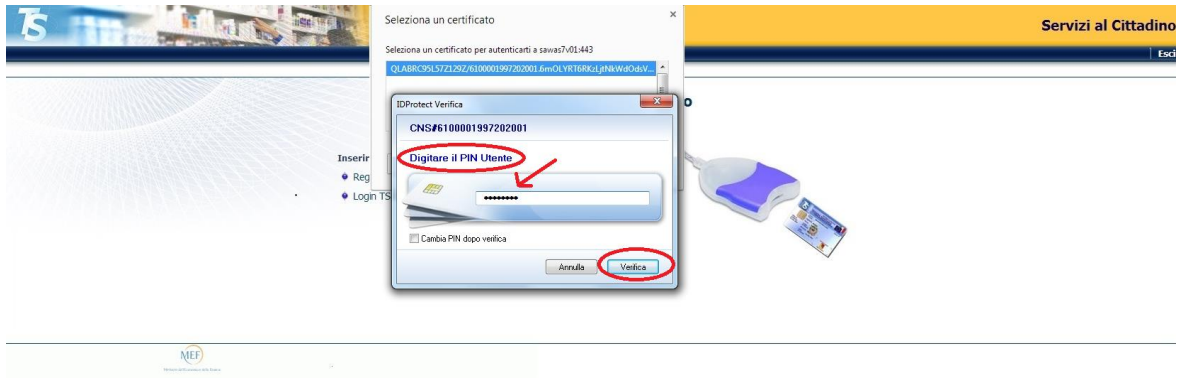 TS
Servizi al Cittadino
Esci
Seleziona un certificato
Seleziona un certificato per autenticarti a sawas7v01:443
QLABRC95L57Z129Z/6100001997202001.6mOLYRT6RKzLjtNkWdOdsV...
IDProtect Verifica
CNS#6100001997202001
Digitare il PIN Utente
Inserir
Reg
Login TS
Cambia PIN dopo verifica
Annulla
Verifica
MEF